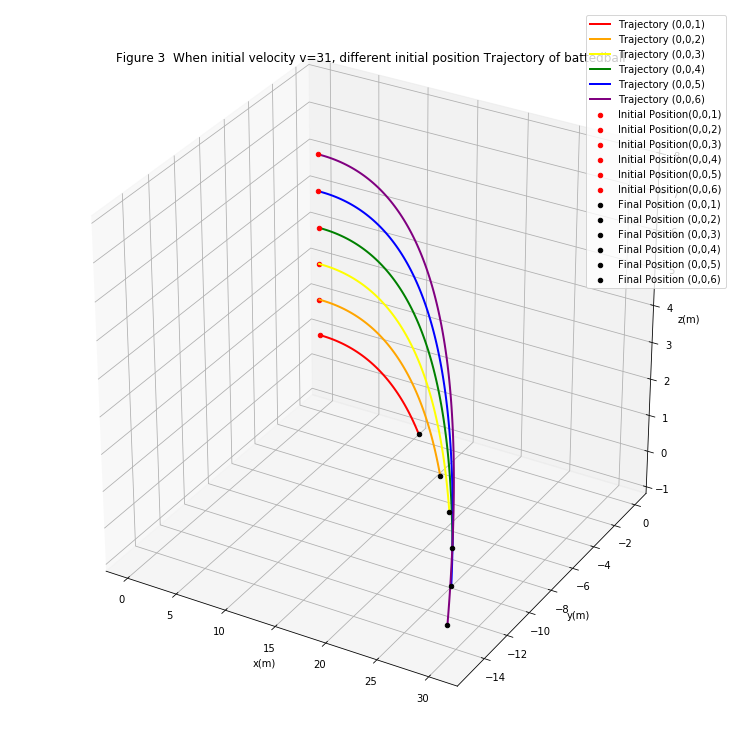 Figure 3  When initial velocity v=31, different initial position Trajectory of battedball
Trajectory (0,0,1)
Trajectory (0,0,2)
Trajectory (0,0,3)
Trajectory (0,0,4)
Trajectory (0,0,5)
Trajectory (0,0,6)
Initial Position(0,0,1)
Initial Position(0,0,2)
Initial Position(0,0,3)
Initial Position(0,0,4)
Initial Position(0,0,5)
Initial Position(0,0,6)
Final Position (0,0,1)
Final Position (0,0,2)
Final Position (0,0,3)
Final Position (0,0,4)
Final Position (0,0,5)
Final Position (0,0,6)
4
z(m)
3
2
1
0
−1
0
−2
−4
−6
−8
y(m)
−10
−12
−14
0
5
10
15
20
25
30
x(m)